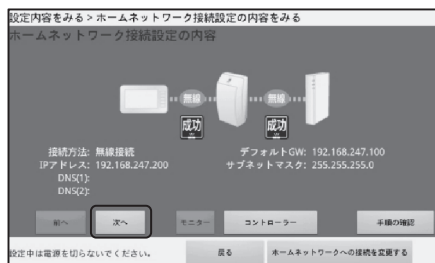 設定内容をみる > ホームネットワーク接続設定の内容をみる
ホームネットワーク接続設定の内容
無線 無線
成功 成功
接続方法: 無線接続 デフォルトGW: 192.168.247.100
IPアドレス: 192.168.247.200 サブネットマスク: 255.255.255.0
DNS(1):
DNS(2):
前へ 次へ モニター コントローラー 手順の確認
設定中は電源を切らないでください。 戻る ホームネットワークへの接続を変更する